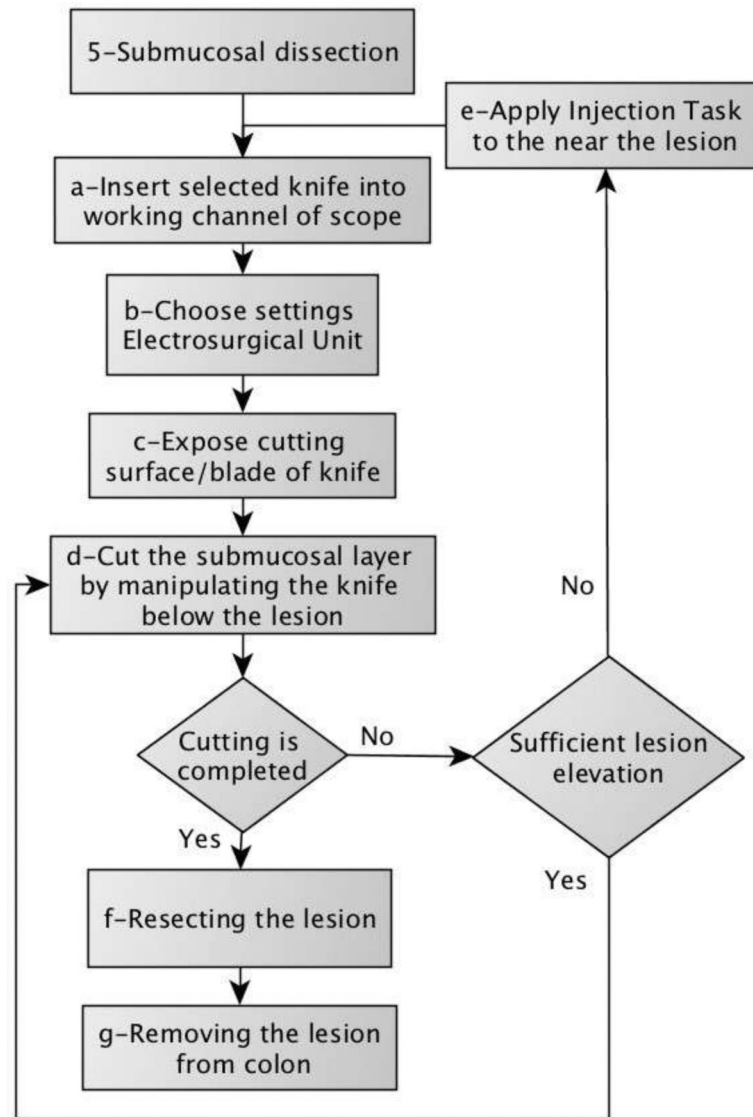 5-Submucosal dissection
e-Apply Injection Task
to the near the lesion
a-Insert selected knife into
working channel of scope
b-Choose settings
Electrosurgical Unit
c-Expose cutting
surface/blade of knife
d-Cut the submucosal layer
by manipulating the knife
below the lesion
No
Cutting is
completed
No
Sufficient lesion
elevation
Yes
Yes
f-Resecting the lesion
g-Removing the lesion
from colon